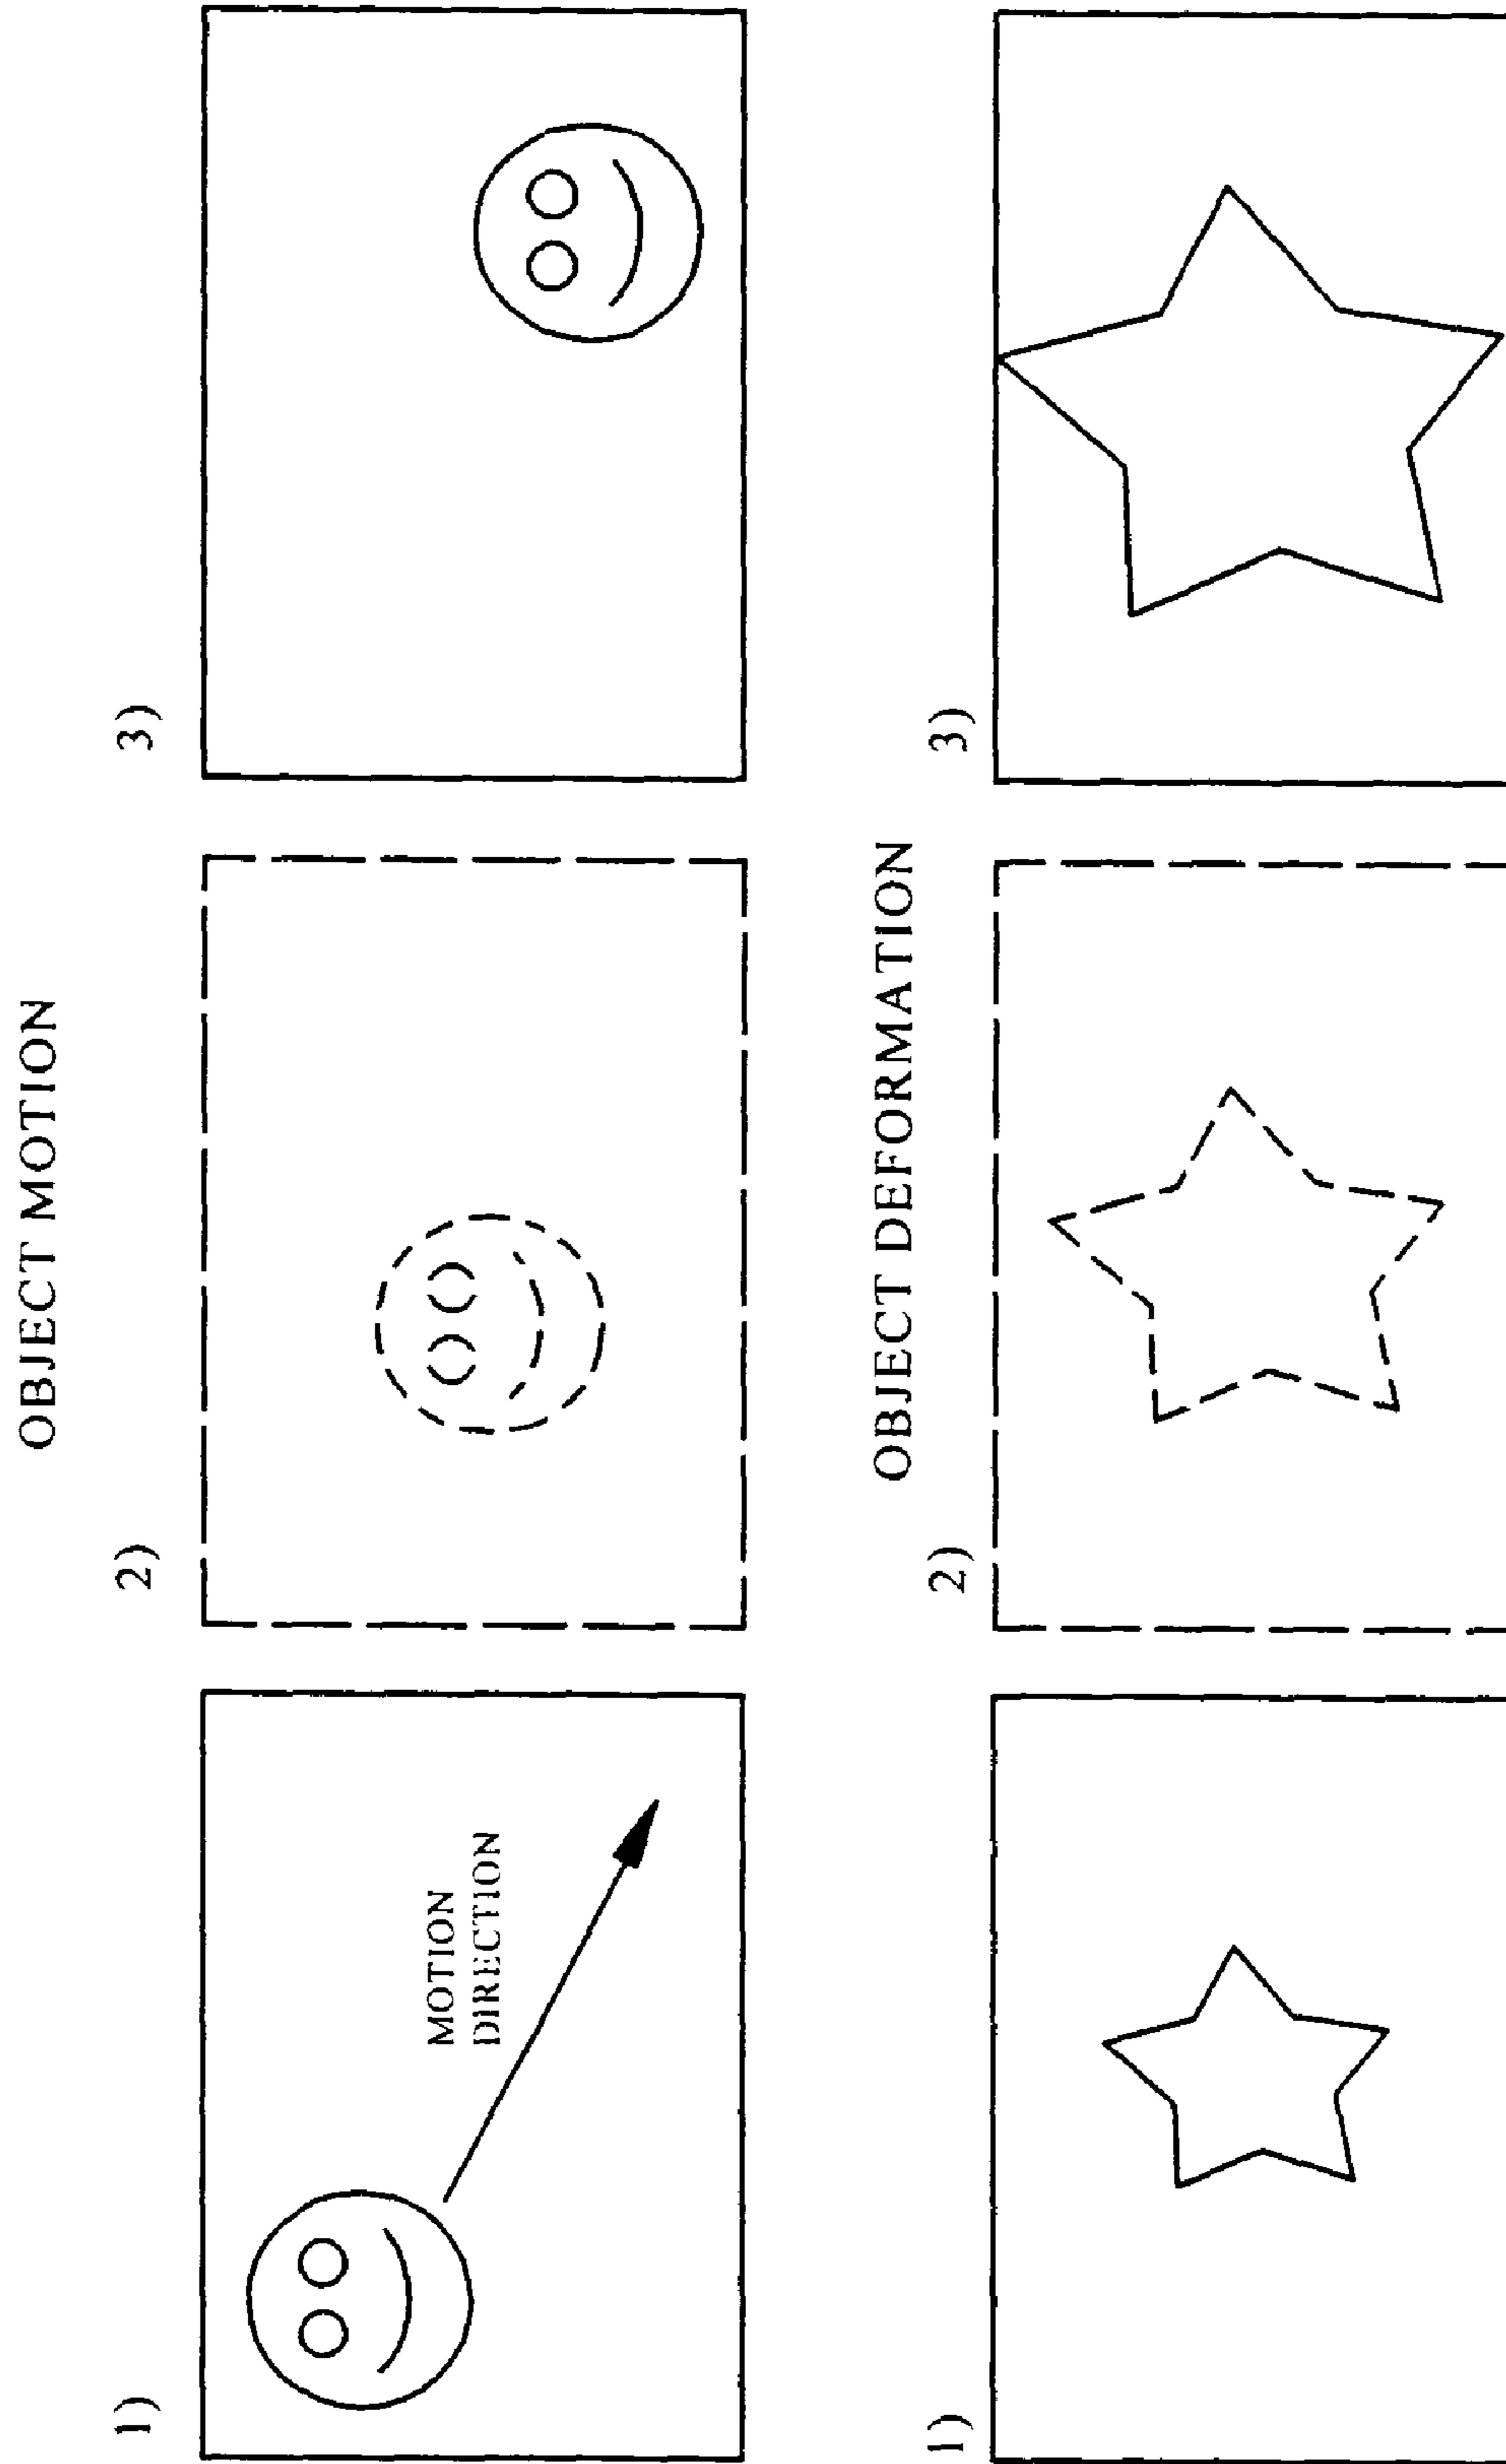 OBJECT MOTION
1)
2)
3)
MOTION
DIRECTION
OBJECT DEFORMATION
1)
2)
3)